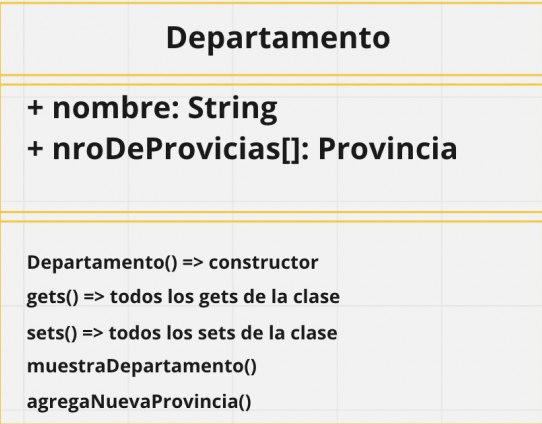 Departamento
+ nombre: String
+ nroDeProvicias[]: Provincia
Departamento() => constructor
gets() => todos los gets de la clase
sets() => todos los sets de la clase
muestraDepartamento()
agregaNuevaProvincia()